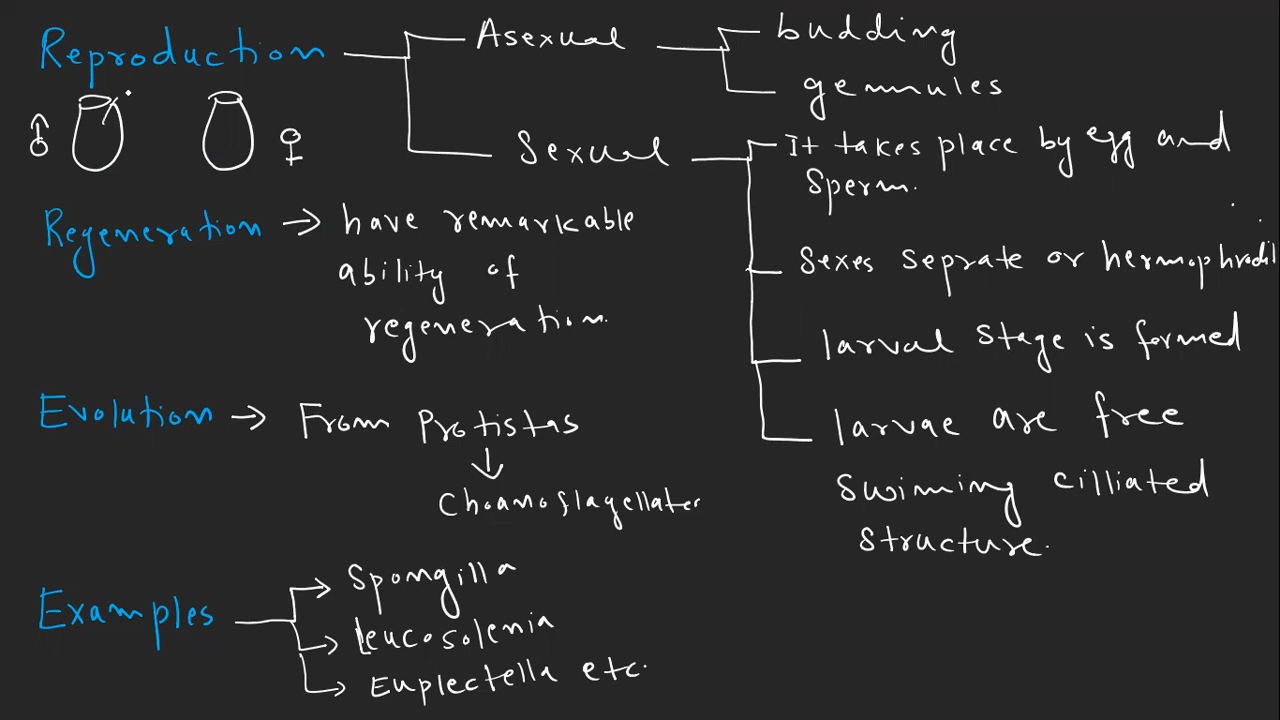 Reproduction
Asexual
budding
gemmules
Sexual
It takes place by egg and
Sperm.
Sexes seprate or
larval stage is formed
larvae are free
swiming cilliated
structure.
♂ ♀
Regeneration → have remarkable
ability of
regeneration.
Evolution → From Protistas
↓
Choanoflagellates
Examples
Spongilla
Leucosolenia
Euplectella etc.